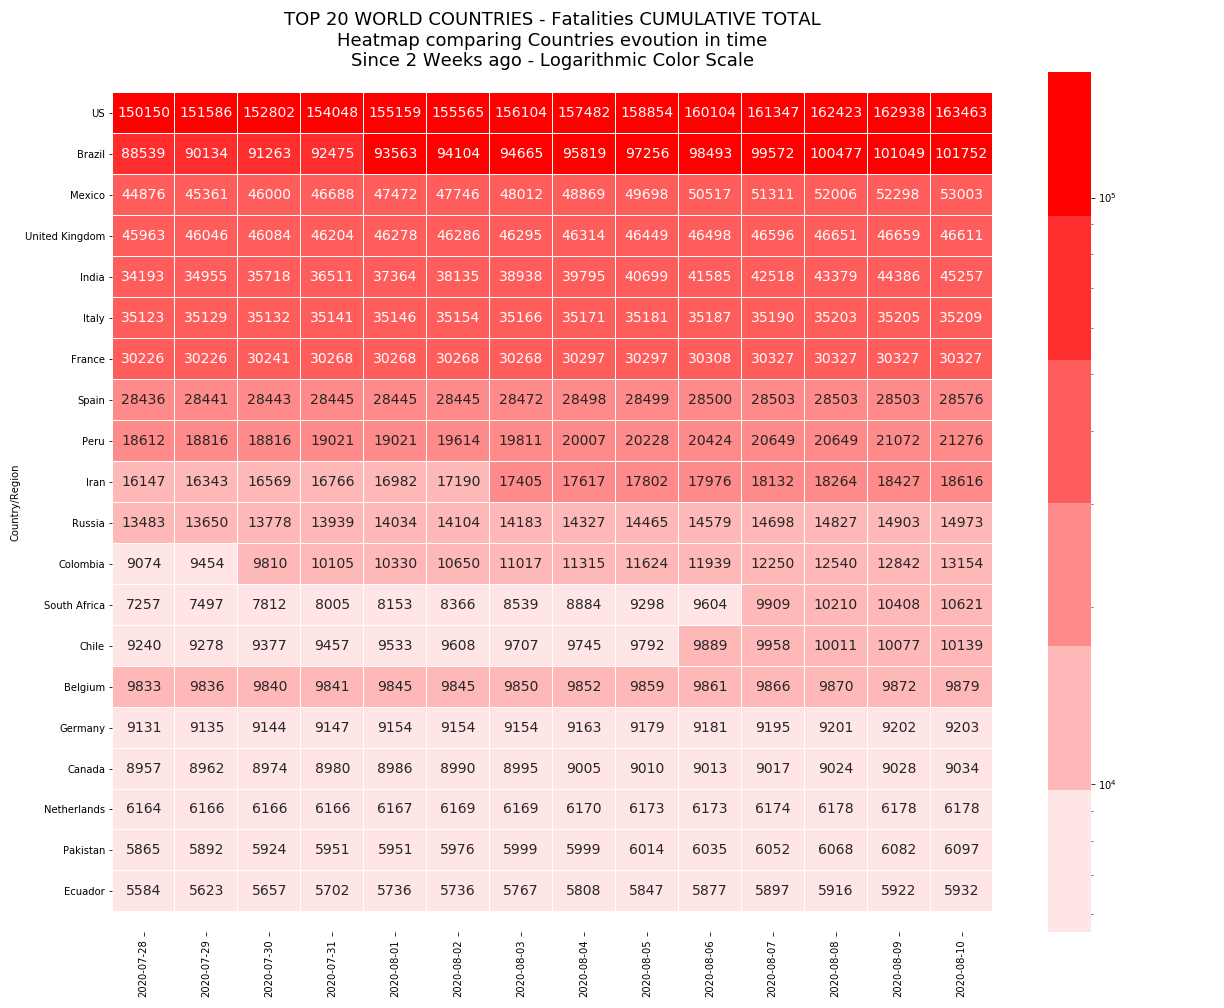 TOP 20 WORLD COUNTRIES - Fatalities CUMULATIVE TOTAL
Heatmap comparing Countries evoution in time
Since 2 Weeks ago - Logarithmic Color Scale
Country/Region
US 150150 151586 152802 154048 155159 155565 156104 157482 158854 160104 161347 162423 162938 163463
Brazil 88539 90134 91263 92475 93563 94104 94665 95819 97256 98493 99572 100477 101049 101752
Mexico 44876 45361 46000 46688 47472 47746 48012 48869 49698 50517 51311 52006 52298 53003
United Kingdom 45963 46046 46084 46204 46278 46286 46295 46314 46449 46498 46596 46651 46659 46611
India 34193 34955 35718 36511 37364 38135 38938 39795 40699 41585 42518 43379 44386 45257
Italy 35123 35129 35132 35141 35146 35154 35166 35171 35181 35187 35190 35203 35205 35209
France 30226 30226 30241 30268 30268 30268 30268 30297 30297 30308 30327 30327 30327 30327
Spain 28436 28441 28443 28445 28445 28445 28472 28498 28499 28500 28503 28503 28503 28576
Peru 18612 18816 18816 19021 19021 19614 19811 20007 20228 20424 20649 20649 21072 21276
Iran 16147 16343 16569 16766 16982 17190 17405 17617 17802 17976 18132 18264 18427 18616
Russia 13483 13650 13778 13939 14034 14104 14183 14327 14465 14579 14698 14827 14903 14973
Colombia 9074 9454 9810 10105 10330 10650 11017 11315 11624 11939 12250 12540 12842 13154
South Africa 7257 7497 7812 8005 8153 8366 8539 8884 9298 9604 9909 10210 10408 10621
Chile 9240 9278 9377 9457 9533 9608 9707 9745 9792 9889 9958 10011 10077 10139
Belgium 9833 9836 9840 9841 9845 9845 9850 9852 9859 9861 9866 9870 9872 9879
Germany 9131 9135 9144 9147 9154 9154 9154 9163 9179 9181 9195 9201 9202 9203
Canada 8957 8962 8974 8980 8986 8990 8995 9005 9010 9013 9017 9024 9028 9034
Netherlands 6164 6166 6166 6166 6167 6169 6169 6170 6173 6173 6174 6178 6178 6178
Pakistan 5865 5892 5924 5951 5951 5976 5999 5999 6014 6035 6052 6068 6082 6097
Ecuador 5584 5623 5657 5702 5736 5736 5767 5808 5847 5877 5897 5916 5922 5932
2020-07-28 2020-07-29 2020-07-30 2020-07-31 2020-08-01 2020-08-02 2020-08-03 2020-08-04 2020-08-05 2020-08-06 2020-08-07 2020-08-08 2020-08-09 2020-08-10
10⁵
10⁴